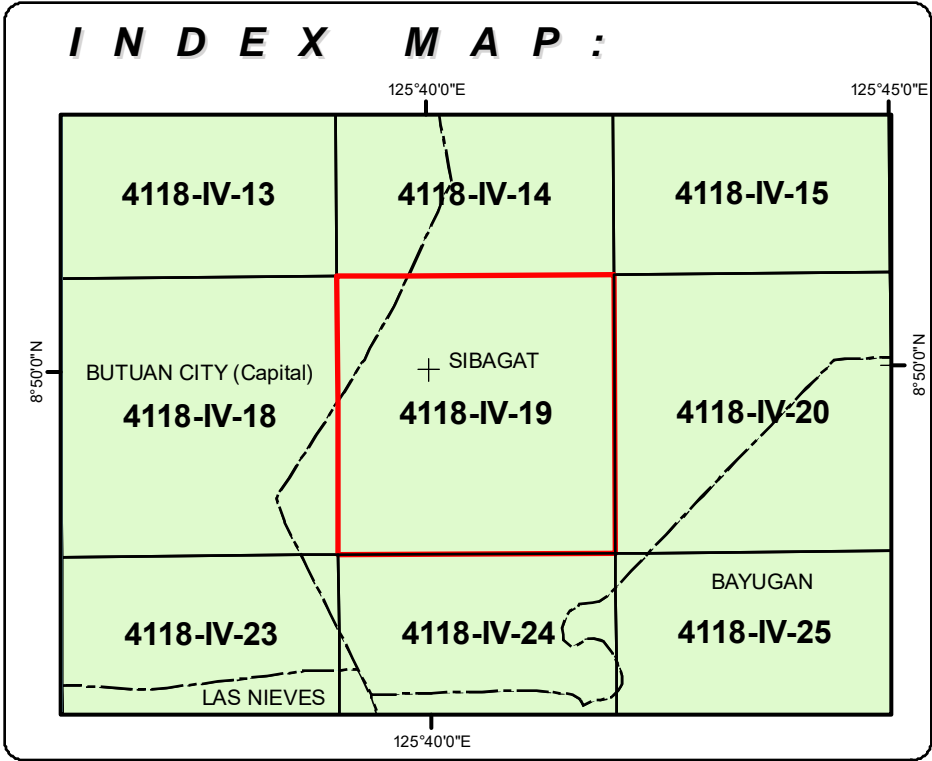 INDEX MAP:
125°40'0"E
125°45'0"E
4118-IV-13
4118-IV-14
4118-IV-15
8°50'0"N
BUTUAN CITY (Capital)
SIBAGAT
8°50'0"N
4118-IV-18
4118-IV-19
4118-IV-20
BAYUGAN
4118-IV-23
4118-IV-24
4118-IV-25
LAS NIEVES
125°40'0"E